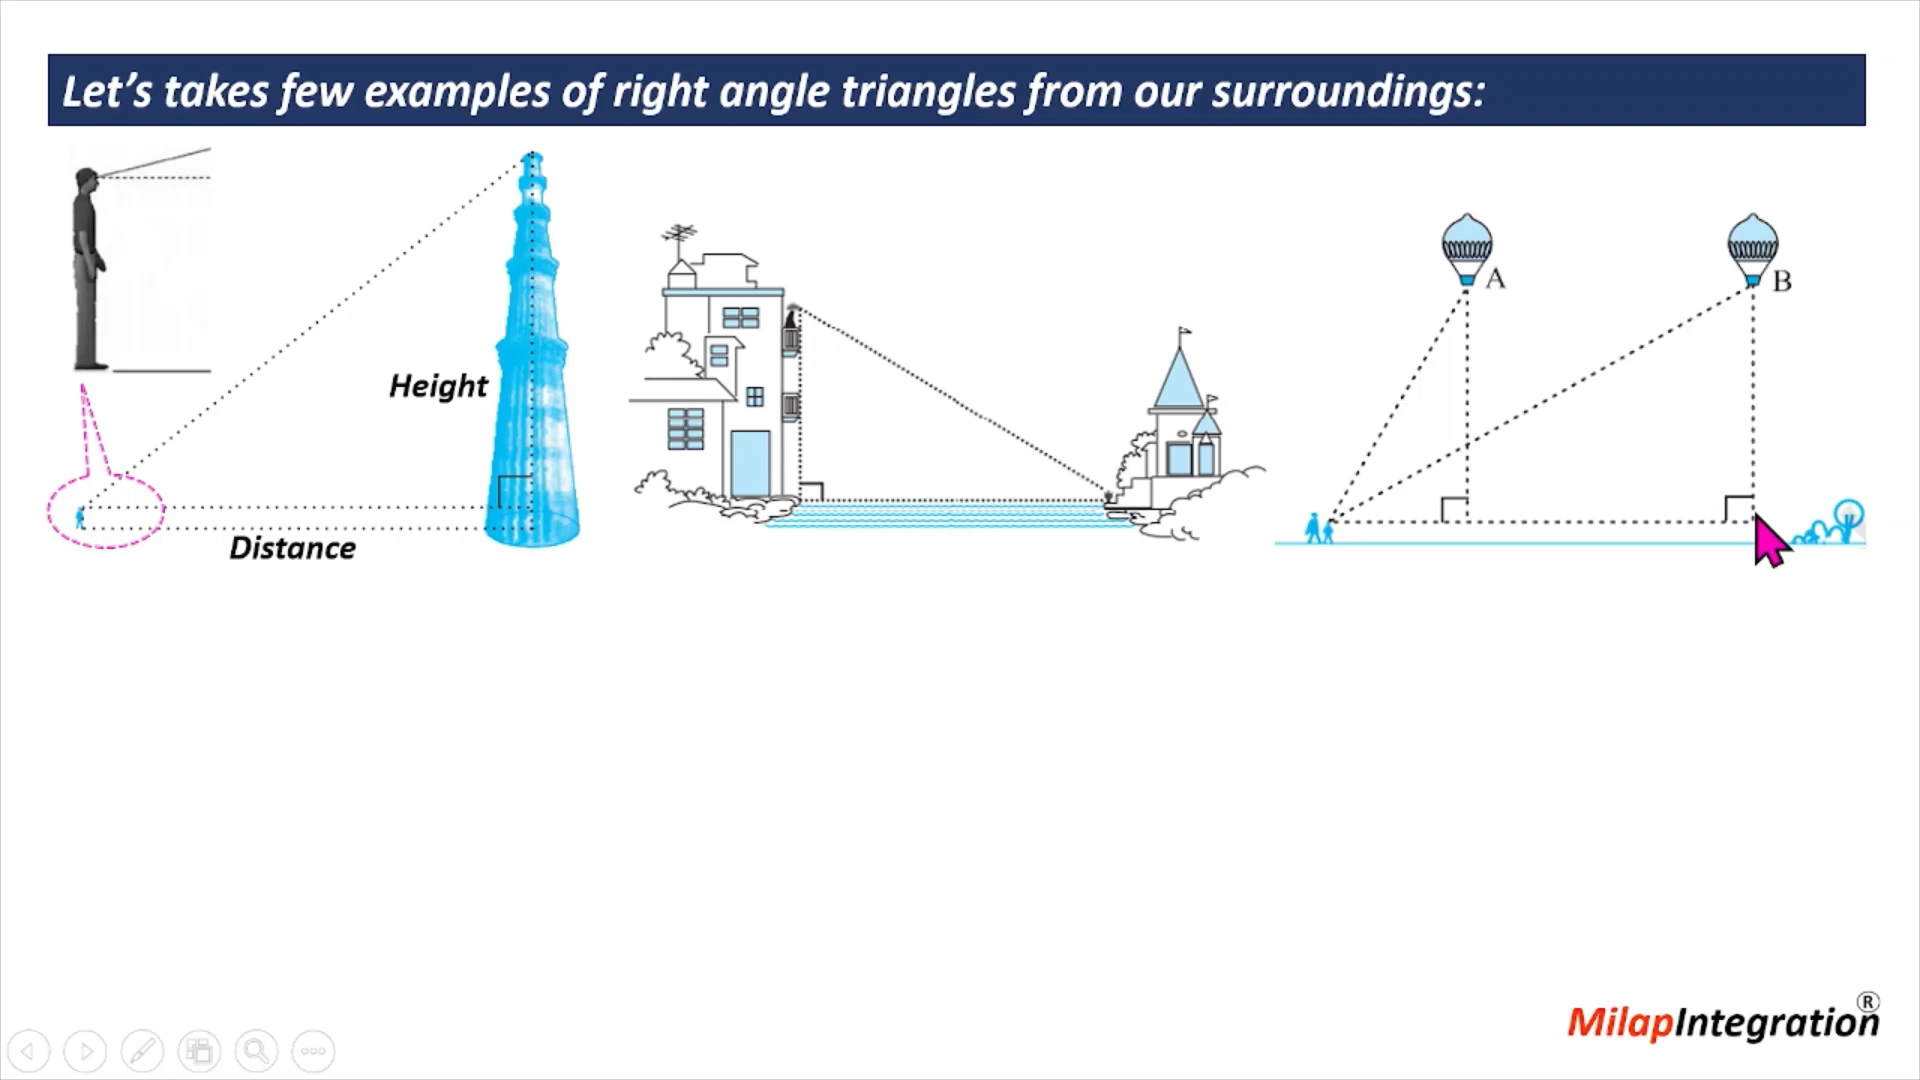 Let’s takes few examples of right angle triangles from our surroundings:
Height
Distance
A
B
MilapIntegration®